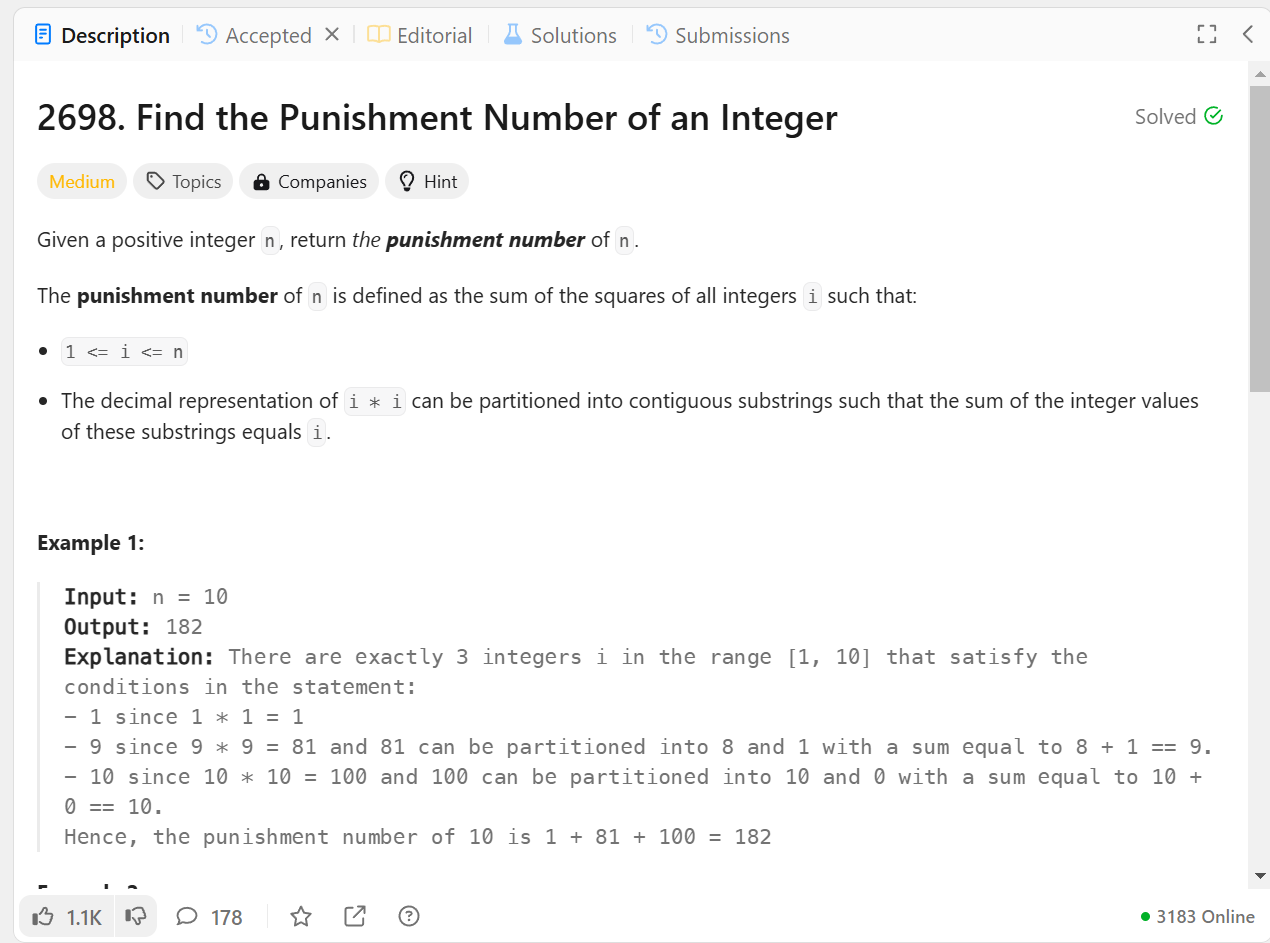 Description Accepted Editorial Solutions Submissions
2698. Find the Punishment Number of an Integer
Solved
Medium Topics Companies Hint
Given a positive integer n, return the punishment number of n.
The punishment number of n is defined as the sum of the squares of all integers i such that:
• 1 <= i <= n
• The decimal representation of i * i can be partitioned into contiguous substrings such that the sum of the integer values
of these substrings equals i.
Example 1:
Input: n = 10
Output: 182
Explanation: There are exactly 3 integers i in the range [1, 10] that satisfy the
conditions in the statement:
- 1 since 1 * 1 = 1
- 9 since 9 * 9 = 81 and 81 can be partitioned into 8 and 1 with a sum equal to 8 + 1 == 9.
- 10 since 10 * 10 = 100 and 100 can be partitioned into 10 and 0 with a sum equal to 10 +
0 == 10.
Hence, the punishment number of 10 is 1 + 81 + 100 = 182
1.1K 178 3183 Online